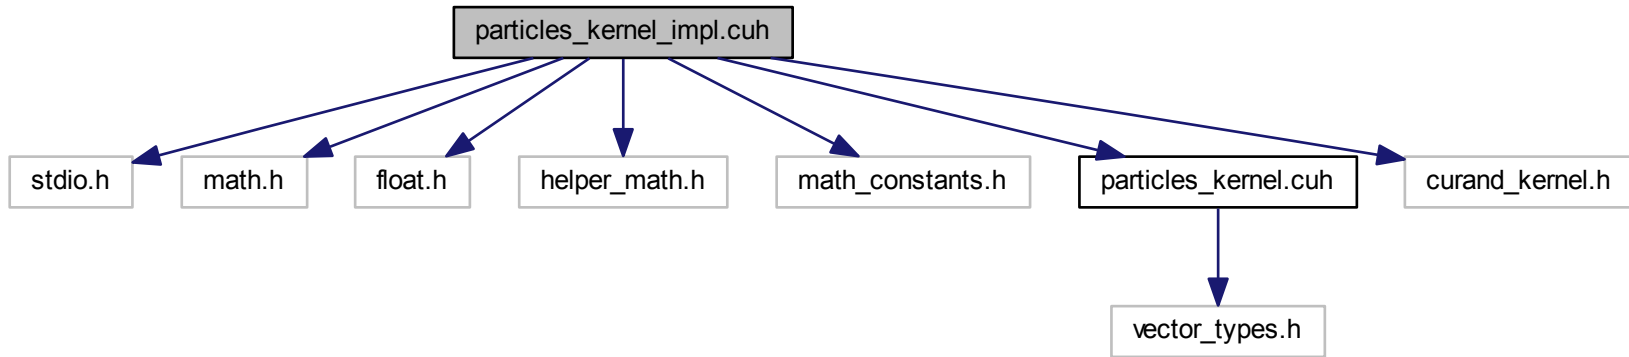 particles_kernel_impl.cuh
stdio.h
math.h
float.h
helper_math.h
math_constants.h
particles_kernel.cuh
curand_kernel.h
vector_types.h